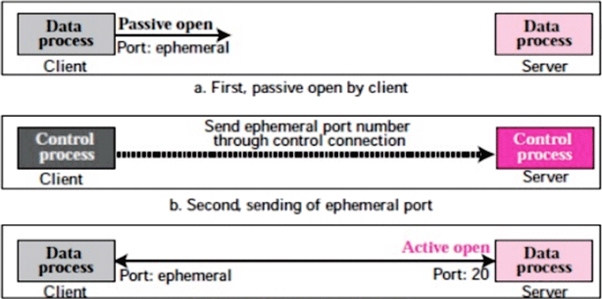 Data process
Passive open
Port: ephemeral
Client
Data process
Server
a. First, passive open by client
Control process
Client
Send ephemeral port number
through control connection
Control process
Server
b. Second, sending of ephemeral port
Data process
Client
Port: ephemeral
Active open
Port: 20
Data process
Server